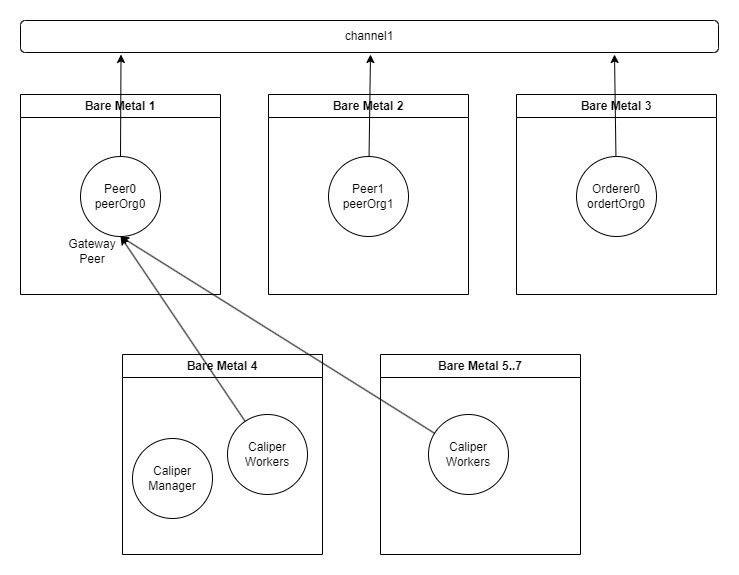 channel1
Bare Metal 1
Bare Metal 2
Bare Metal 3
Peer0
peerOrg0
Peer1
peerOrg1
Orderer0
ordertOrg0
Gateway
Peer
Bare Metal 4
Bare Metal 5..7
Caliper
Manager
Caliper
Workers
Caliper
Workers